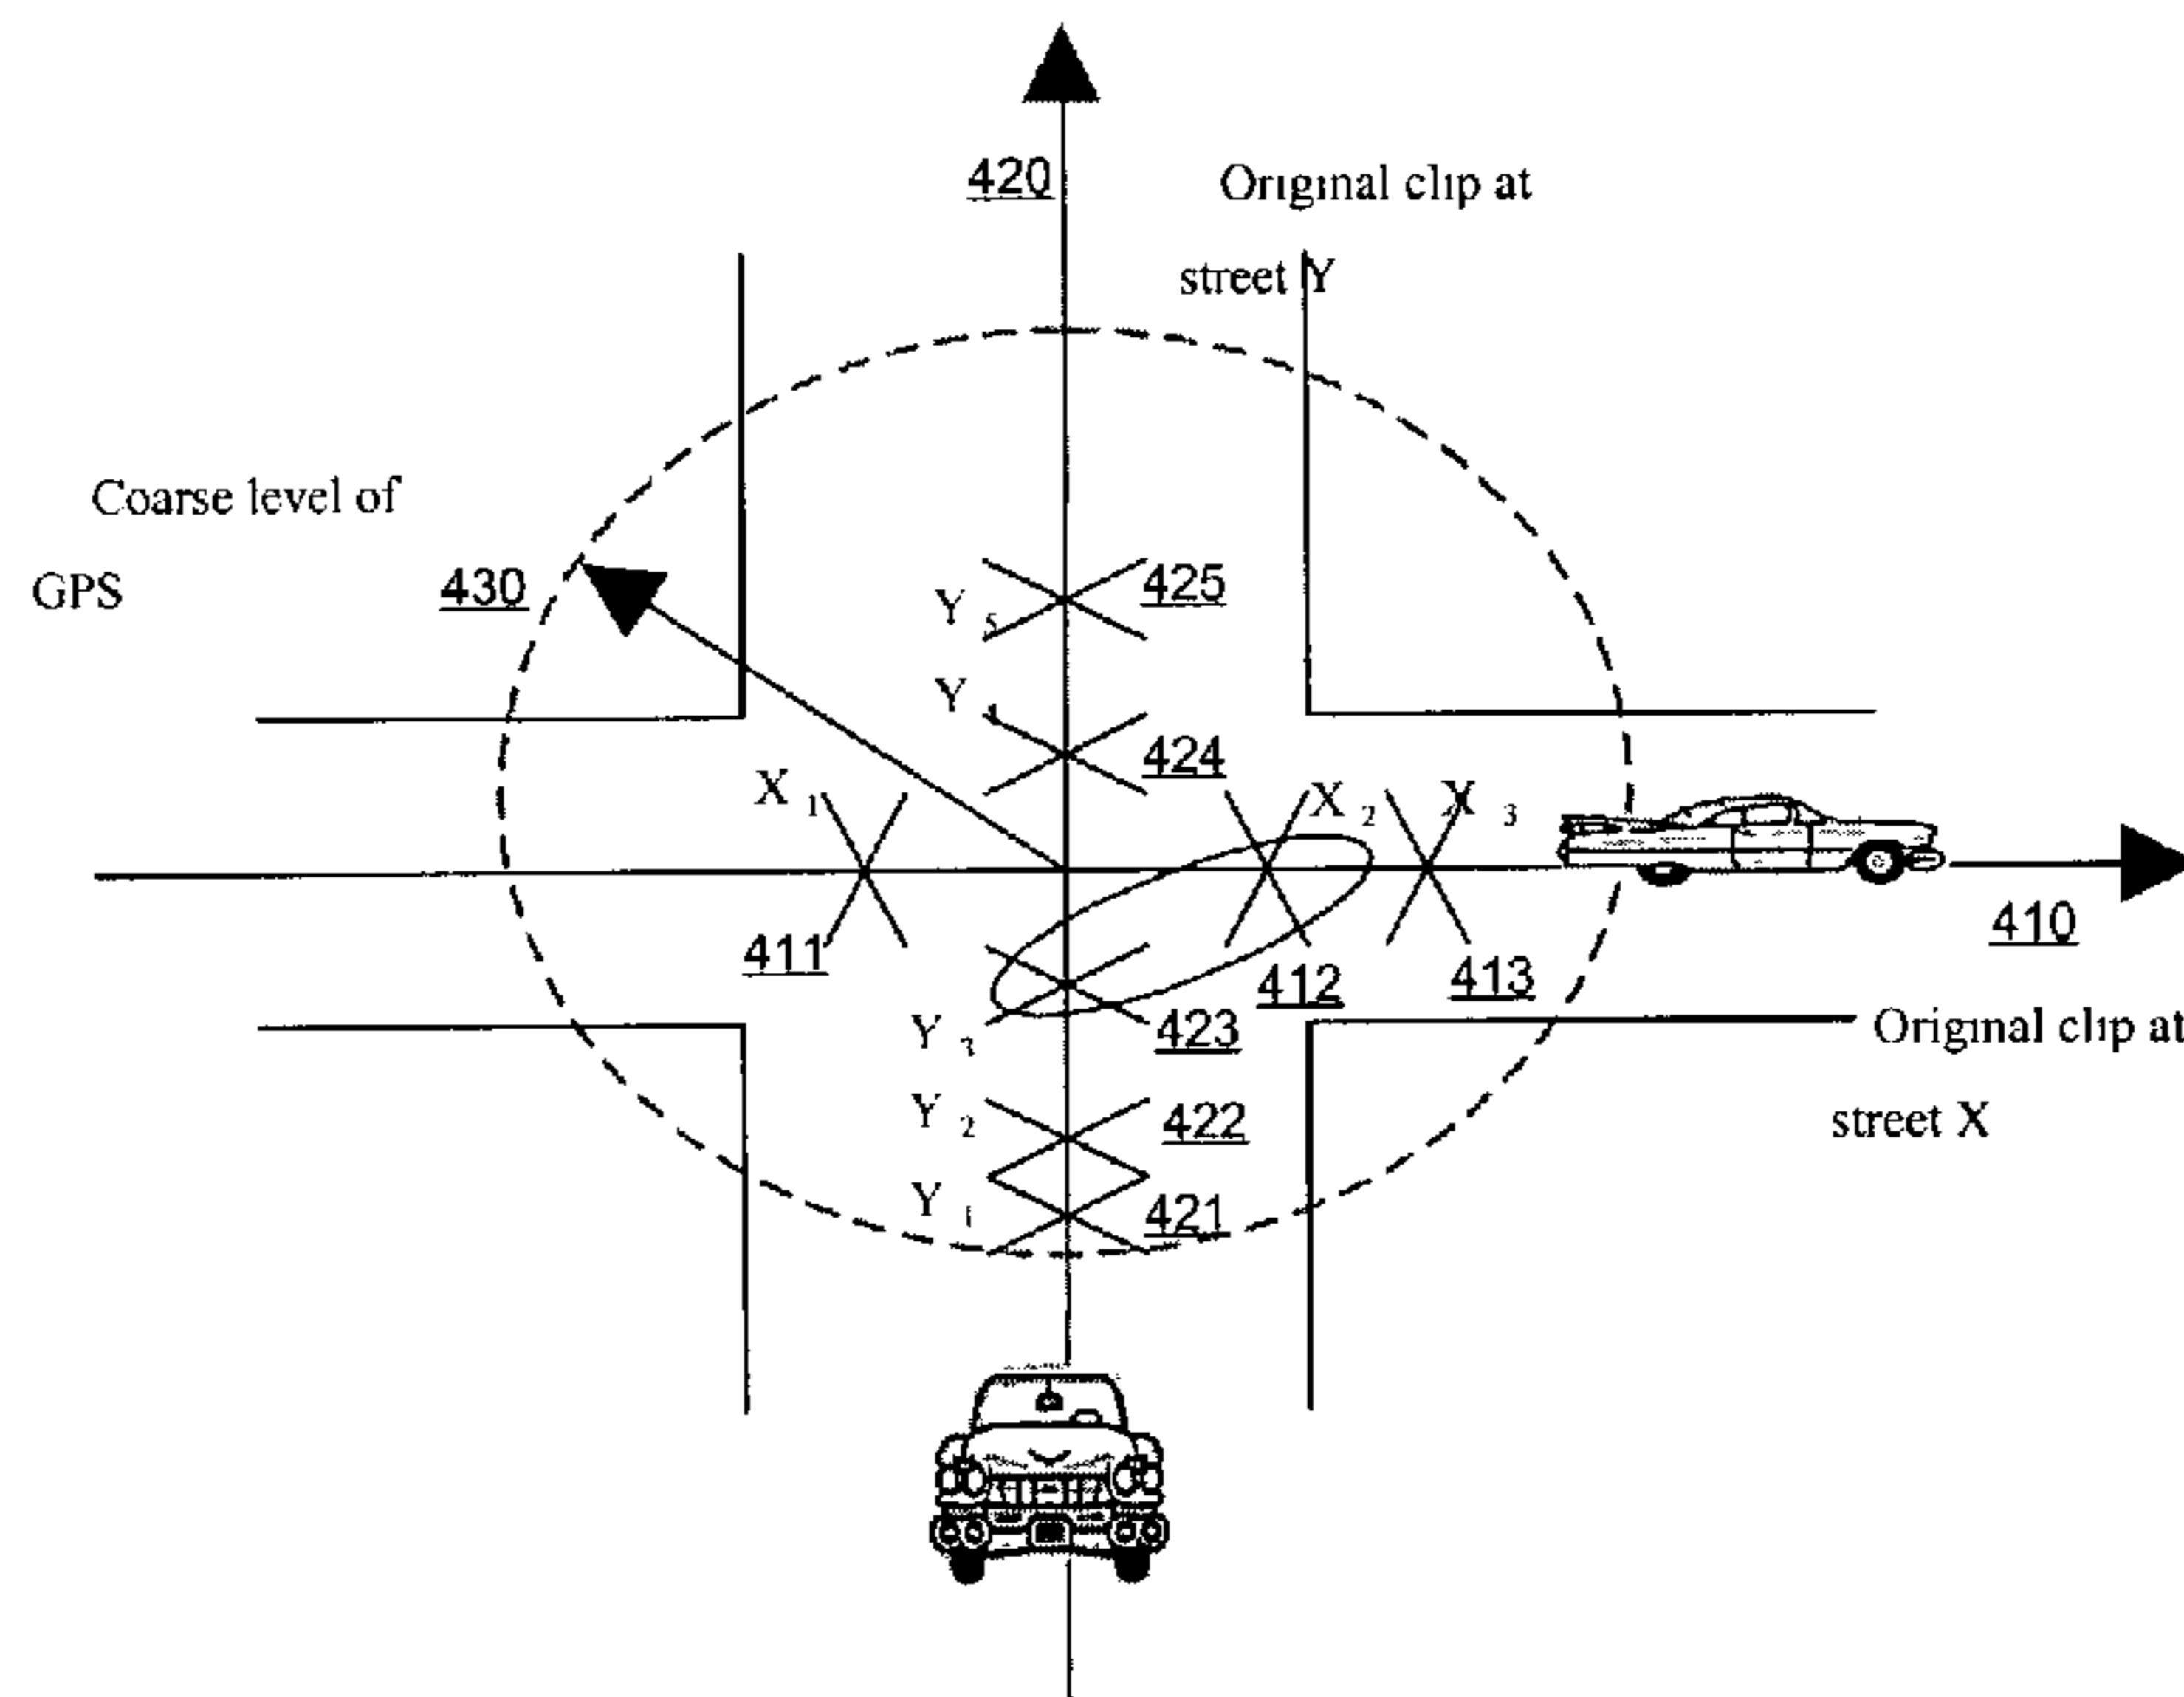 420
Original clip at
street Y
Coarse level of
GPS
430
Y 5
425
Y 4
424
X 1
X 2
X 3
411
412
413
410
Y 3
423
Original clip at
street X
Y 2
422
Y 1
421